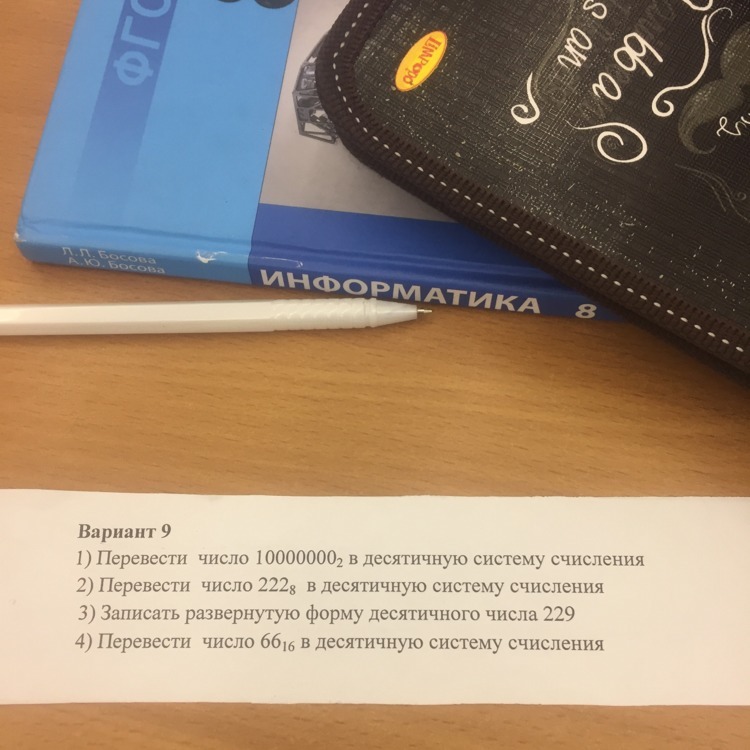 ФГО
Л.Л. Босова
А.Ю. Босова
ИНФОРМАТИКА 8
Вариант 9
1) Перевести число 10000000₂ в десятичную систему счисления
2) Перевести число 222₈ в десятичную систему счисления
3) Записать развернутую форму десятичного числа 229
4) Перевести число 66₁₆ в десятичную систему счисления